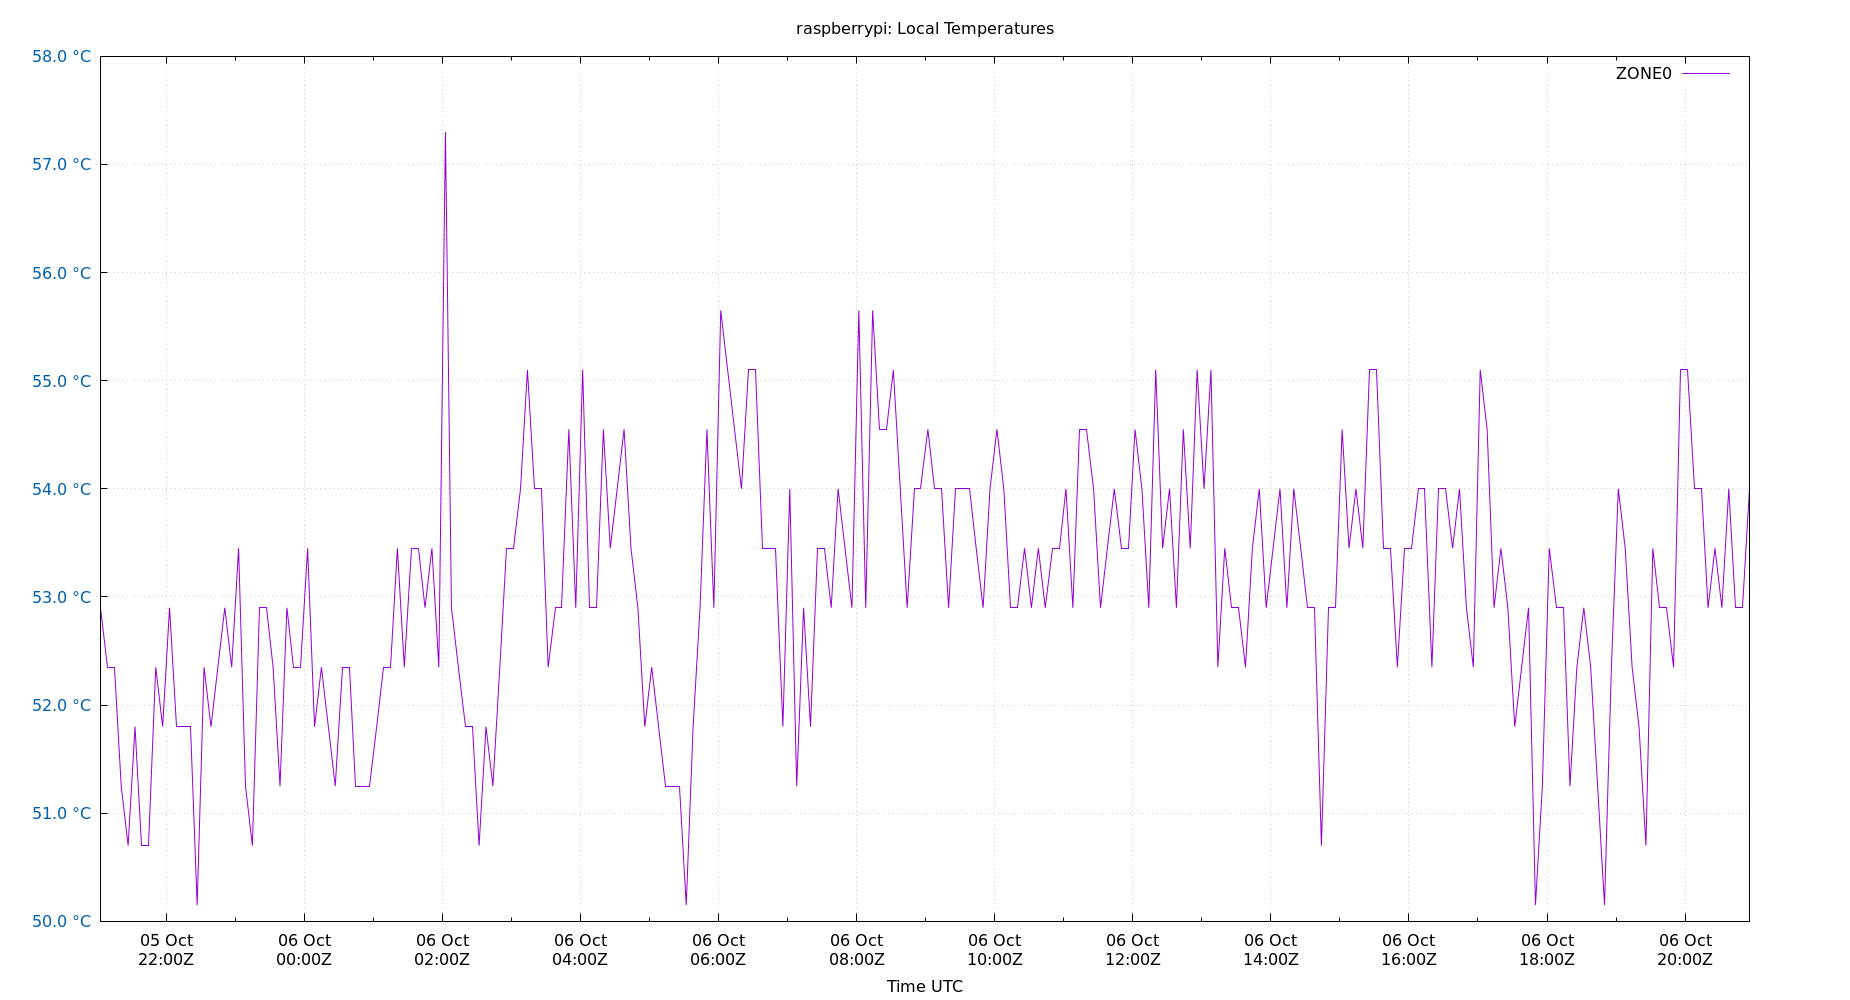 raspberrypi: Local Temperatures
58.0 °C
ZONE0
57.0 °C
56.0 °C
55.0 °C
54.0 °C
53.0 °C
52.0 °C
51.0 °C
50.0 °C
05 Oct 06 Oct 06 Oct 06 Oct 06 Oct 06 Oct 06 Oct 06 Oct 06 Oct 06 Oct 06 Oct 06 Oct
22:00Z 00:00Z 02:00Z 04:00Z 06:00Z 08:00Z 10:00Z 12:00Z 14:00Z 16:00Z 18:00Z 20:00Z
Time UTC